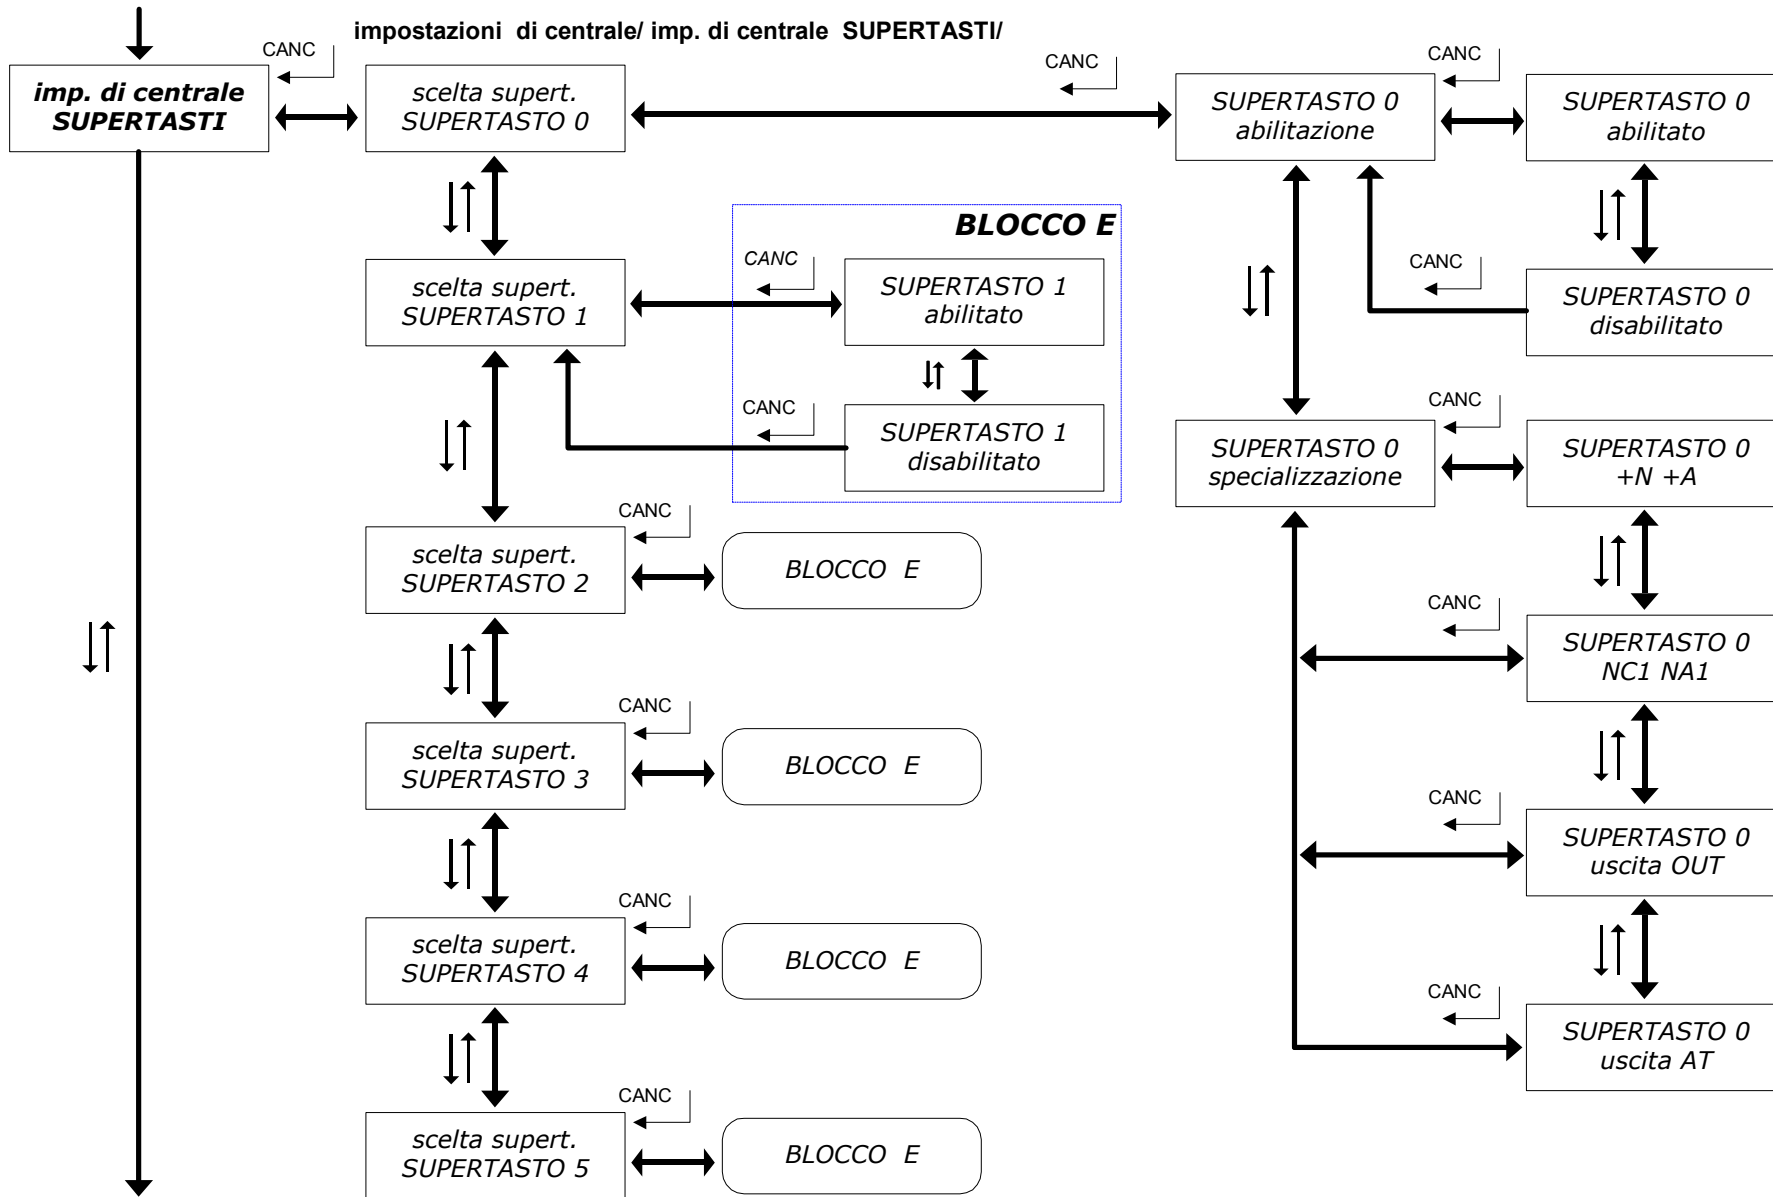 impostazioni di centrale/ imp. di centrale SUPERTASTI/
CANC
imp. di centrale
SUPERTASTI
scelta supert.
SUPERTASTO 0
CANC
SUPERTASTO 0
abilitazione
CANC
SUPERTASTO 0
abilitato
CANC
SUPERTASTO 0
disabilitato
scelta supert.
SUPERTASTO 1
BLOCCO E
CANC
SUPERTASTO 1
abilitato
CANC
SUPERTASTO 1
disabilitato
SUPERTASTO 0
specializzazione
CANC
SUPERTASTO 0
+N +A
CANC
SUPERTASTO 0
NC1 NA1
CANC
SUPERTASTO 0
uscita OUT
CANC
SUPERTASTO 0
uscita AT
scelta supert.
SUPERTASTO 2
CANC
BLOCCO E
scelta supert.
SUPERTASTO 3
CANC
BLOCCO E
scelta supert.
SUPERTASTO 4
CANC
BLOCCO E
scelta supert.
SUPERTASTO 5
CANC
BLOCCO E